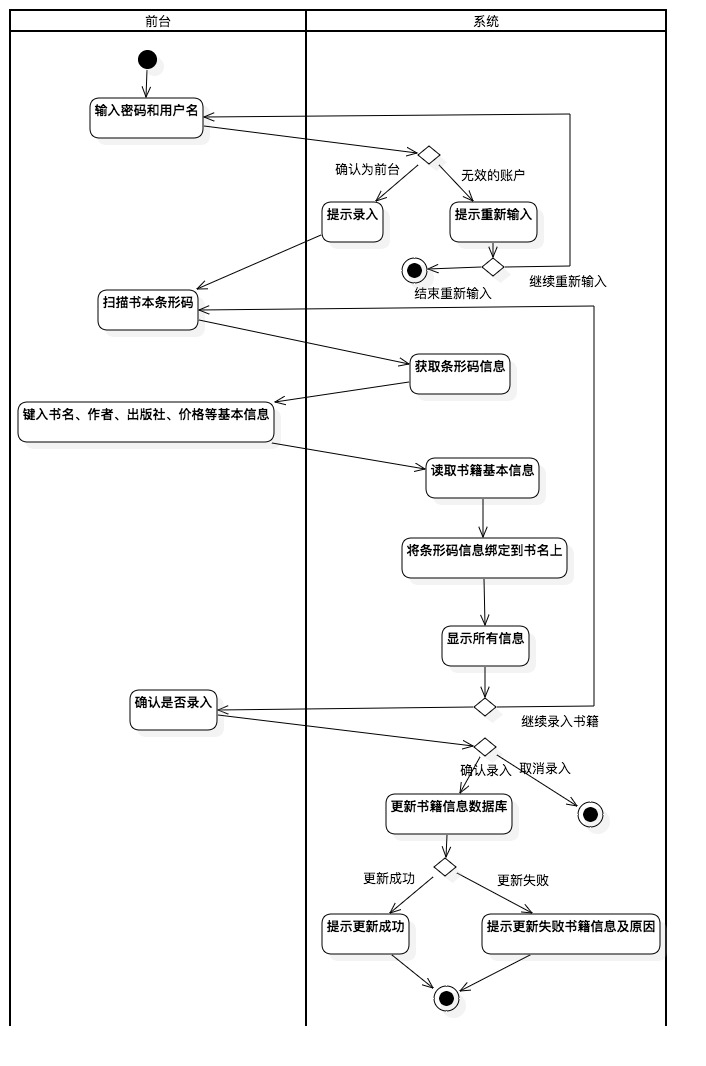 前台
系统
输入密码和用户名
确认为前台
无效的账户
提示录入
提示重新输入
继续重新输入
结束重新输入
扫描书本条形码
获取条形码信息
键入书名、作者、出版社、价格等基本信息
读取书籍基本信息
将条形码信息绑定到书名上
显示所有信息
确认是否录入
继续录入书籍
确认录入
取消录入
更新书籍信息数据库
更新成功
更新失败
提示更新成功
提示更新失败书籍信息及原因